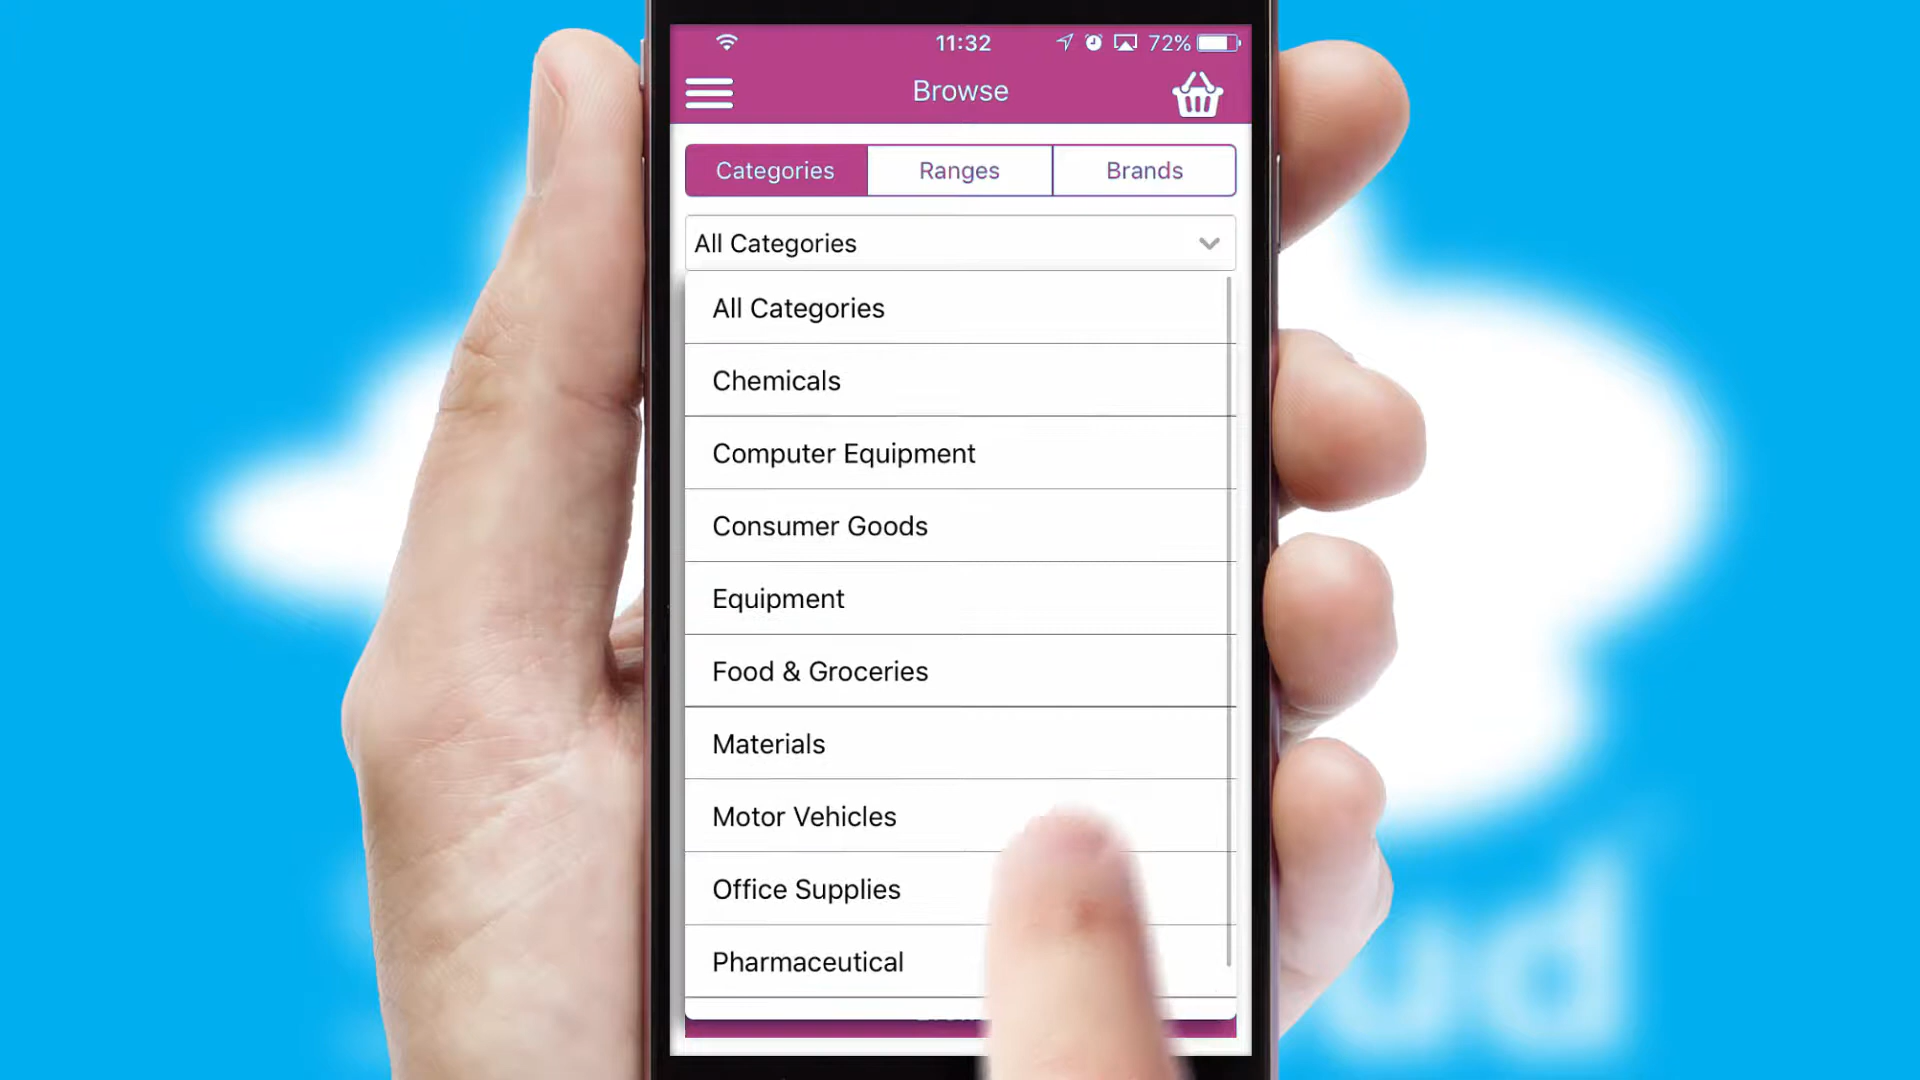 11:32
72%
Browse
Categories
Ranges
Brands
All Categories
All Categories
Chemicals
Computer Equipment
Consumer Goods
Equipment
Food & Groceries
Materials
Motor Vehicles
Office Supplies
Pharmaceutical
ud